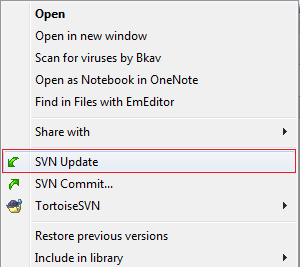 Open
Open in new window
Scan for viruses by Bkav
Open as Notebook in OneNote
Find in Files with EmEditor
Share with
SVN Update
SVN Commit...
TortoiseSVN
Restore previous versions
Include in library